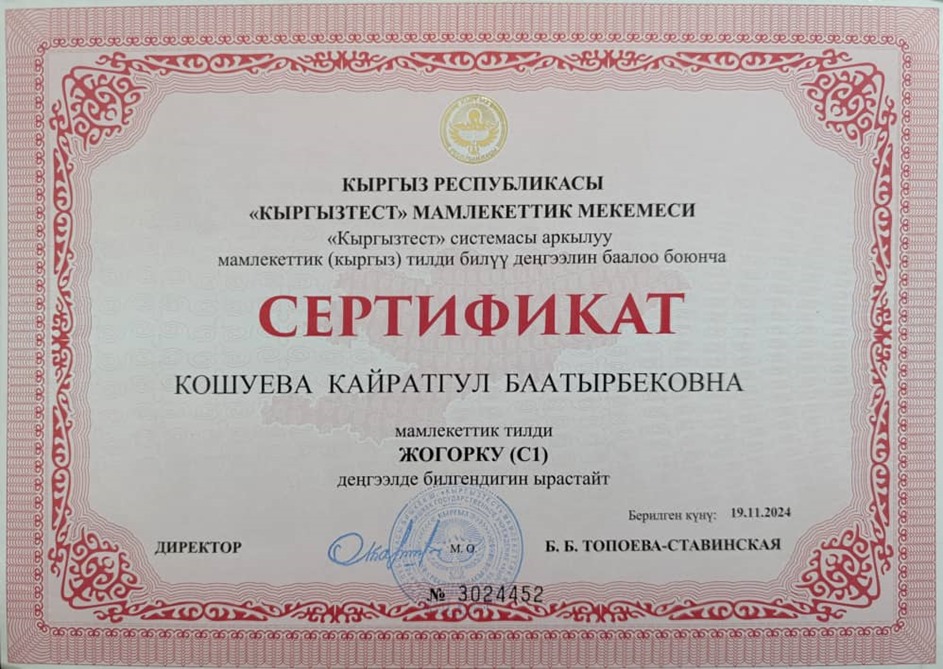 КЫРГЫЗ РЕСПУБЛИКАСЫ
«КЫРГЫЗТЕСТ» МАМЛЕКЕТТИК МЕКЕМЕСИ
«Кыргызтест» системасы аркылуу
мамлекеттик (кыргыз) тилди билүү деңгээлин баалоо боюнча
СЕРТИФИКАТ
КОШУЕВА КАЙРАТГУЛ БААТЫРБЕКОВНА
мамлекеттик тилди
ЖОГОРКУ (C1)
деңгээлде билгендигин ырастайт
Берилген күнү: 19.11.2024
ДИРЕКТОР М.О. Б. Б. ТОПОЕВА-СТАВИНСКАЯ
№ 3024452